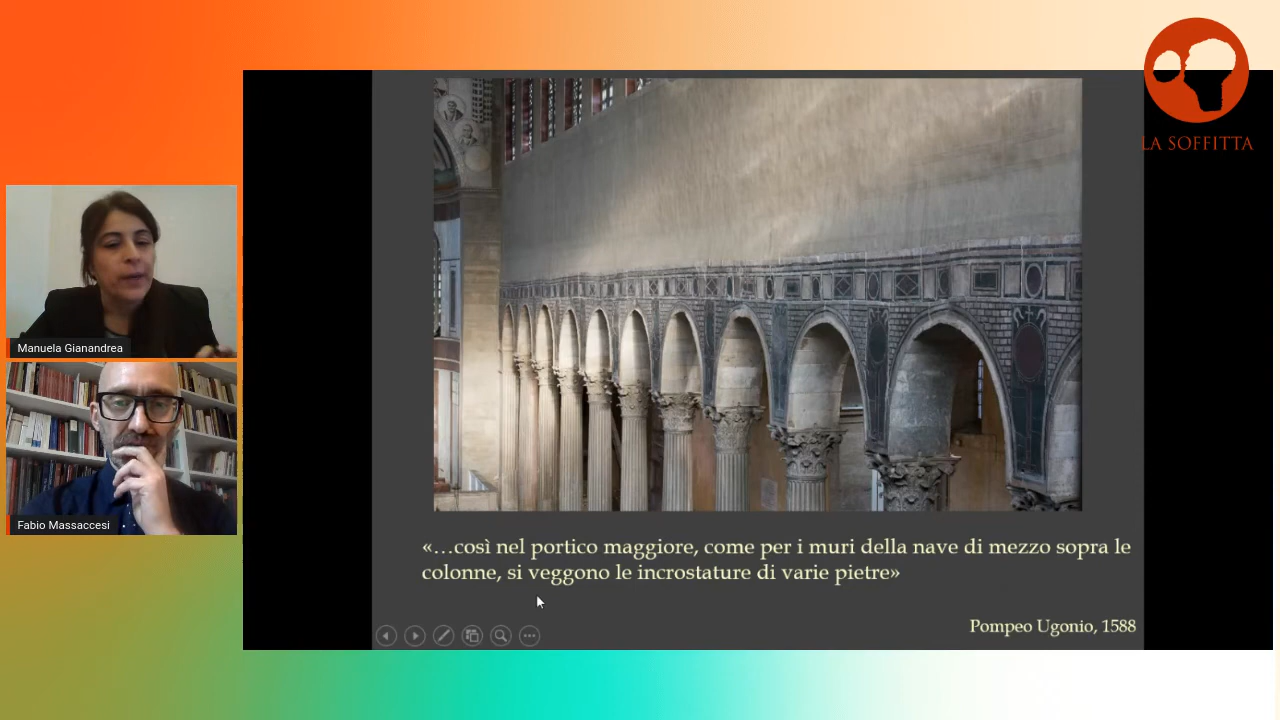 LA SOFFITTA
Manuela Gianandrea
Fabio Massaccesi
«…così nel portico maggiore, come per i muri della nave di mezzo sopra le
colonne, si veggono le incrostature di varie pietre»
Pompeo Ugonio, 1588